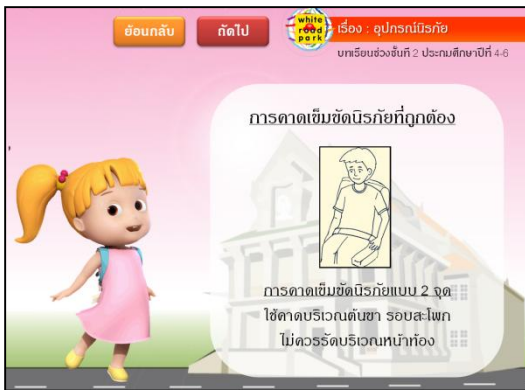 ย้อนกลับ
ถัดไป
white
road
park
เรื่อง : อุปกรณ์นิรภัย
บทเรียนช่วงชั้นที่ 2 ประถมศึกษาปีที่ 4-6
การคาดเข็มขัดนิรภัยที่ถูกต้อง
การคาดเข็มขัดนิรภัยแบบ 2 จุด
ใช้คาดบริเวณต้นขา รอบสะโพก
ไม่ควรรัดบริเวณหน้าท้อง